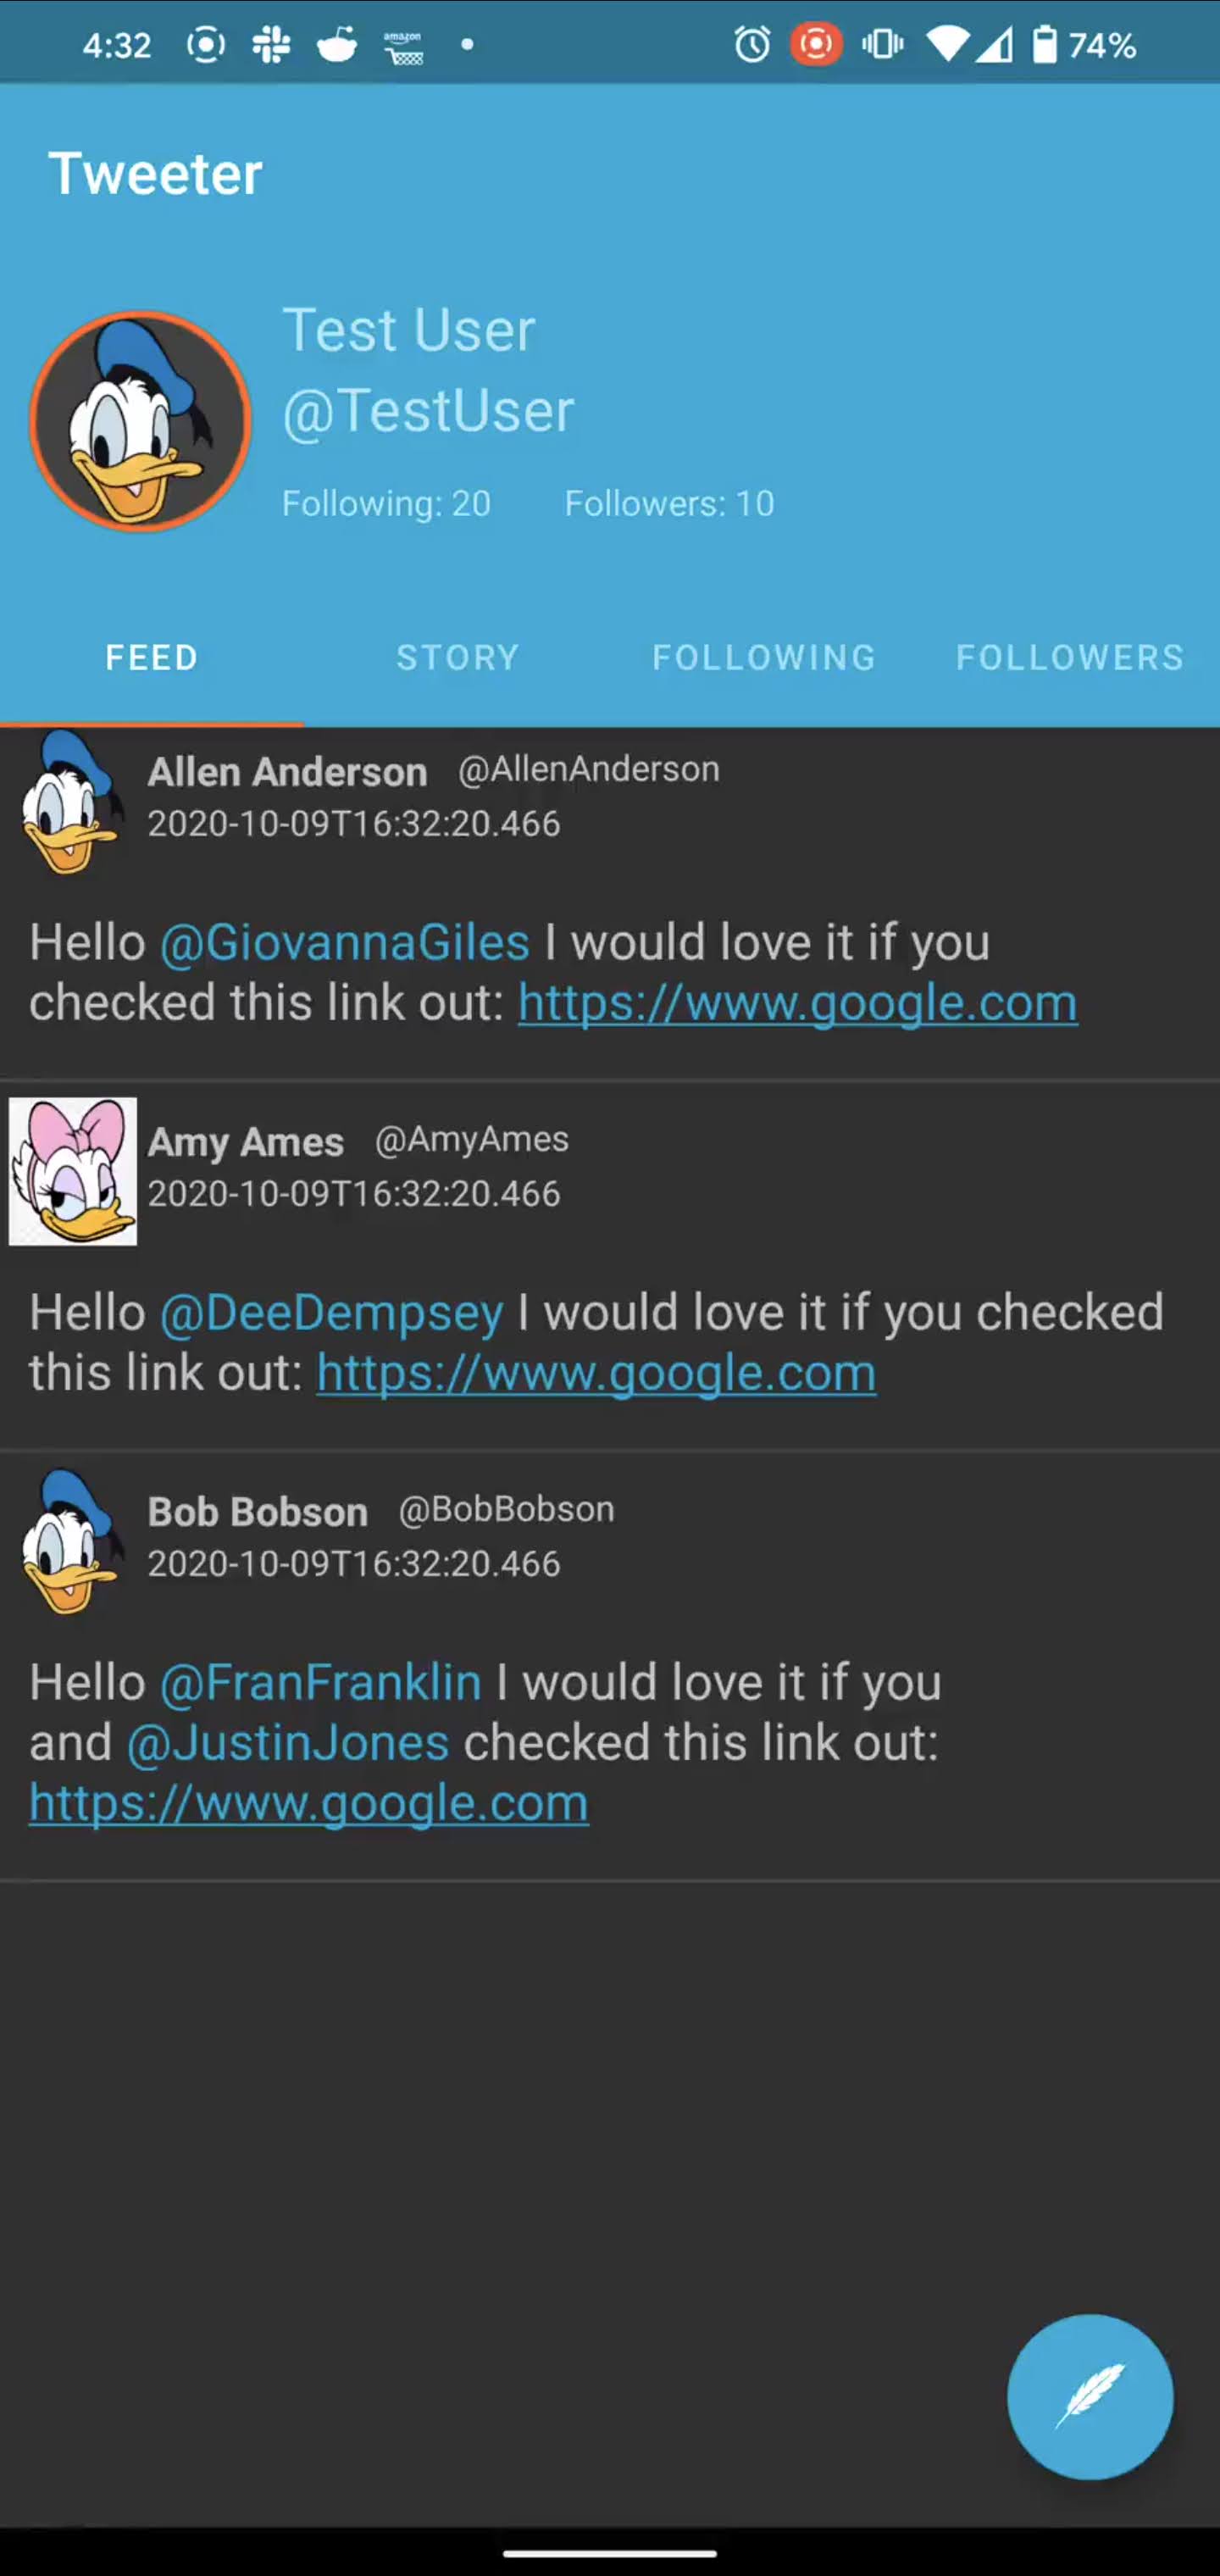 4:32 amazon 74%
Tweeter
Test User
@TestUser
Following: 20 Followers: 10
FEED STORY FOLLOWING FOLLOWERS
Allen Anderson @AllenAnderson
2020-10-09T16:32:20.466
Hello @GiovannaGiles I would love it if you
checked this link out: https://www.google.com
Amy Ames @AmyAmes
2020-10-09T16:32:20.466
Hello @DeeDempsey I would love it if you checked
this link out: https://www.google.com
Bob Bobson @BobBobson
2020-10-09T16:32:20.466
Hello @FranFranklin I would love it if you
and @JustinJones checked this link out:
https://www.google.com